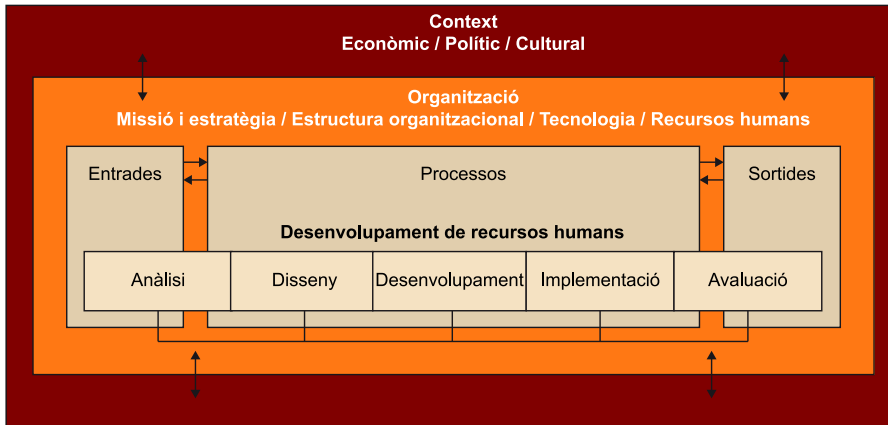 Context
Econòmic / Polític / Cultural
Organització
Missió i estratègia / Estructura organitzacional / Tecnologia / Recursos humans
Entrades
Processos
Sortides
Desenvolupament de recursos humans
Anàlisi
Disseny
Desenvolupament
Implementació
Avaluació